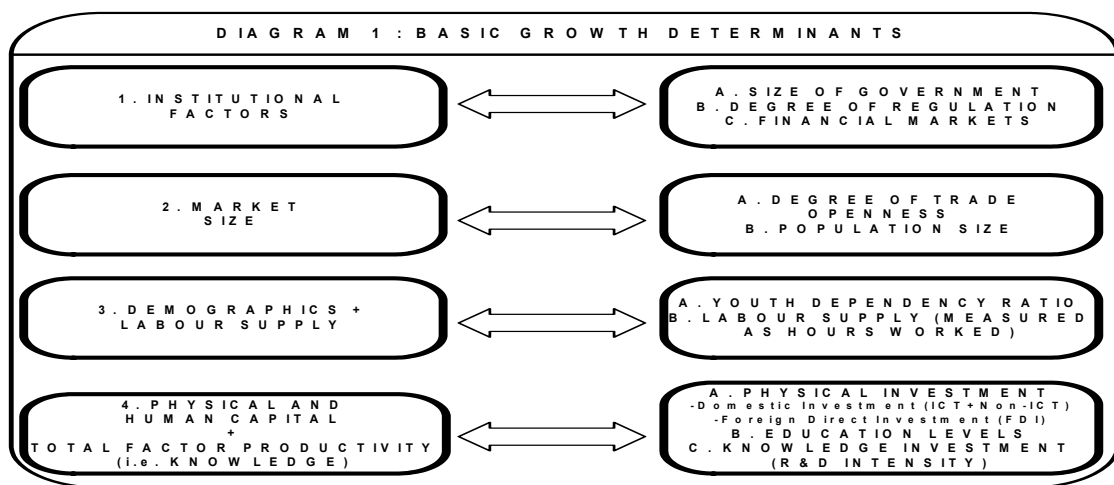 DIAGRAM 1: BASIC GROWTH DETERMINANTS
1. INSTITUTIONAL
FACTORS
A. SIZE OF GOVERNMENT
B. DEGREE OF REGULATION
C. FINANCIAL MARKETS
2. MARKET
SIZE
A. DEGREE OF TRADE
OPENNESS
B. POPULATION SIZE
3. DEMOGRAPHICS +
LABOUR SUPPLY
A. YOUTH DEPENDENCY RATIO
B. LABOUR SUPPLY (MEASURED
AS HOURS WORKED)
4. PHYSICAL AND
HUMAN CAPITAL
+
TOTAL FACTOR PRODUCTIVITY
(i.e. KNOWLEDGE)
A. PHYSICAL INVESTMENT
-Domestic Investment (ICT+Non-ICT)
-Foreign Direct Investment (FDI)
B. EDUCATION LEVELS
C. KNOWLEDGE INVESTMENT
(R&D INTENSITY)